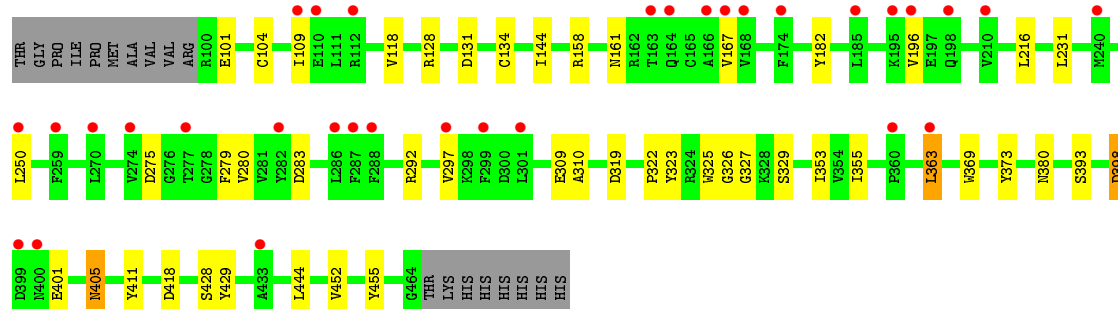 THR GLY PRO ILE PRO MET ALA VAL VAL ARG R100 E101 C104 I109 E110 L111 R112 V118 R128 D131 C134 I144 R158 N161 R162 T163 Q164 C165 A166 V167 V168 F174 Y182 L185 K195 V196 E197 Q198 V210 L216 L231 M240
L250 F259 L270 V274 D275 G276 T277 G278 F279 V280 V281 Y282 D283 L286 F287 F288 R292 V297 K298 F299 D300 L301 E309 A310 D319 P322 Y323 R324 W325 G326 G327 K328 S329 I353 V354 I355 P360 L363 W369 Y373 N380 S393 D398
D399 N400 E401 N405 Y411 D418 S428 Y429 A433 L444 V452 Y455 G464 THR LYS HIS HIS HIS HIS HIS HIS